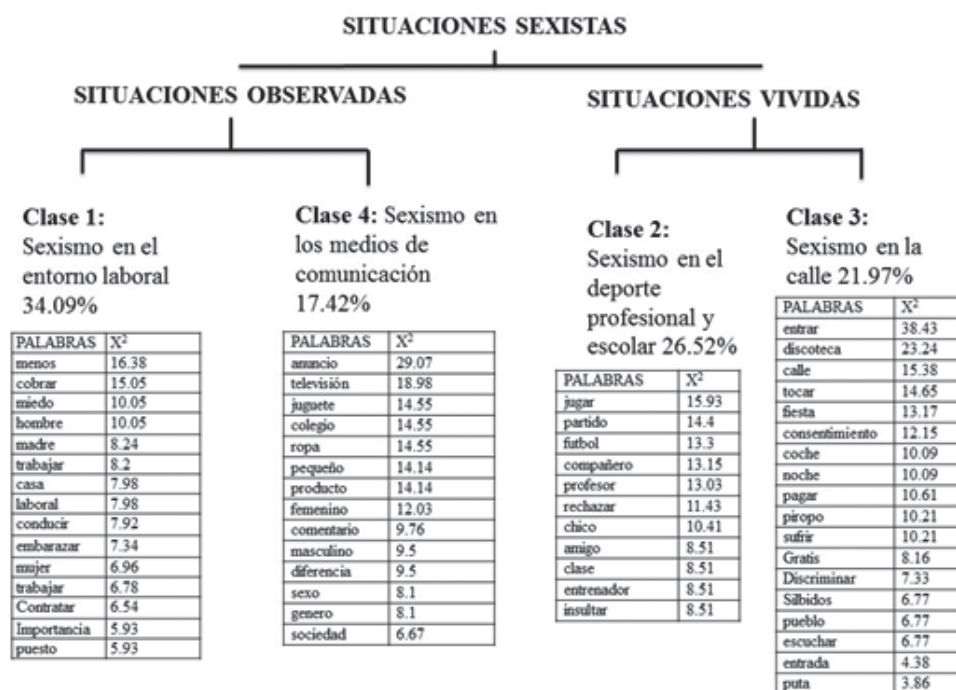 SITUACIONES SEXISTAS
SITUACIONES OBSERVADAS
SITUACIONES VIVIDAS
Clase 1:
Sexismo en el
entorno laboral
34.09%
PALABRAS X²
menos 16.38
cobrar 15.05
miedo 10.05
hombre 10.05
madre 8.24
trabajar 8.2
casa 7.98
laboral 7.98
conducir 7.92
embarazar 7.34
mujer 6.96
trabajar 6.78
Contratar 6.54
Importancia 5.93
puesto 5.93
Clase 4: Sexismo en
los medios de
comunicación
17.42%
PALABRAS X²
anuncio 29.07
televisión 18.98
juguete 14.55
colegio 14.55
ropa 14.55
pequeño 14.14
producto 14.14
femenino 12.03
comentario 9.76
masculino 9.5
diferencia 9.5
sexo 8.1
genero 8.1
sociedad 6.67
Clase 2:
Sexismo en el
deporte
profesional y
escolar 26.52%
PALABRAS X²
jugar 15.93
partido 14.4
futbol 13.3
compañero 13.15
profesor 13.03
rechazar 11.43
chico 10.41
amigo 8.51
clase 8.51
entrenador 8.51
insultar 8.51
Clase 3:
Sexismo en la
calle 21.97%
PALABRAS X²
entrar 38.43
discoteca 23.24
calle 15.38
tocar 14.65
fiesta 13.17
consentimiento 12.15
coche 10.09
noche 10.09
pagar 10.61
piropo 10.21
sufrir 10.21
Gratis 8.16
Discriminar 7.33
Silbidos 6.77
pueblo 6.77
escuchar 6.77
entrada 4.38
puta 3.86